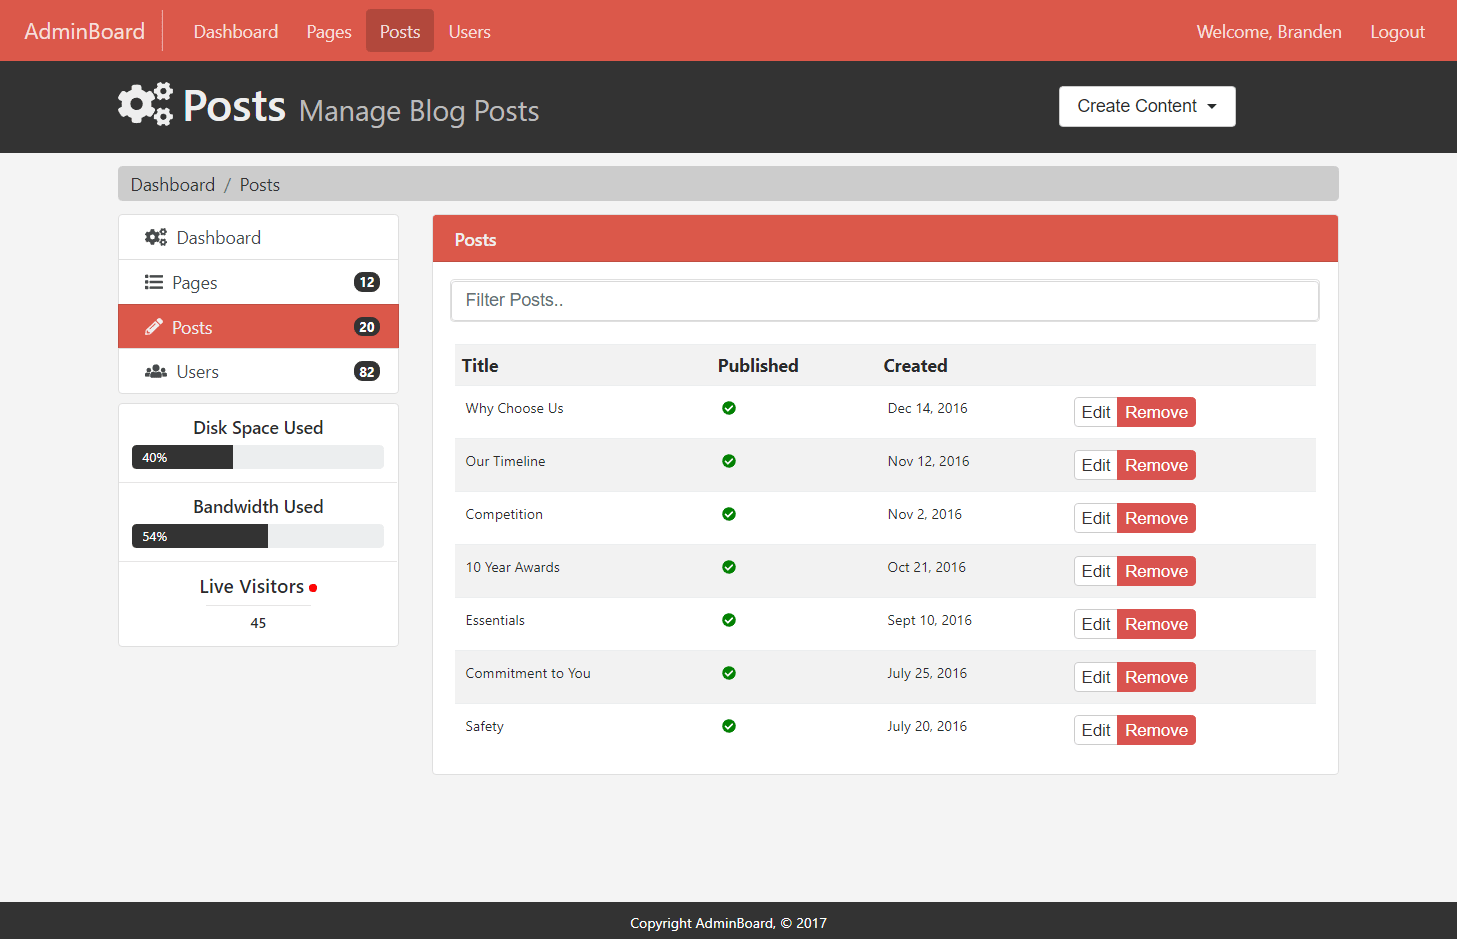 AdminBoard Dashboard Pages Posts Users Welcome, Branden Logout
Posts Manage Blog Posts Create Content
Dashboard / Posts
Dashboard
Pages 12
Posts 20
Users 82
Disk Space Used
40%
Bandwidth Used
54%
Live Visitors
45
Posts
Filter Posts..
Title Published Created
Why Choose Us Dec 14, 2016 Edit Remove
Our Timeline Nov 12, 2016 Edit Remove
Competition Nov 2, 2016 Edit Remove
10 Year Awards Oct 21, 2016 Edit Remove
Essentials Sept 10, 2016 Edit Remove
Commitment to You July 25, 2016 Edit Remove
Safety July 20, 2016 Edit Remove
Copyright AdminBoard, © 2017